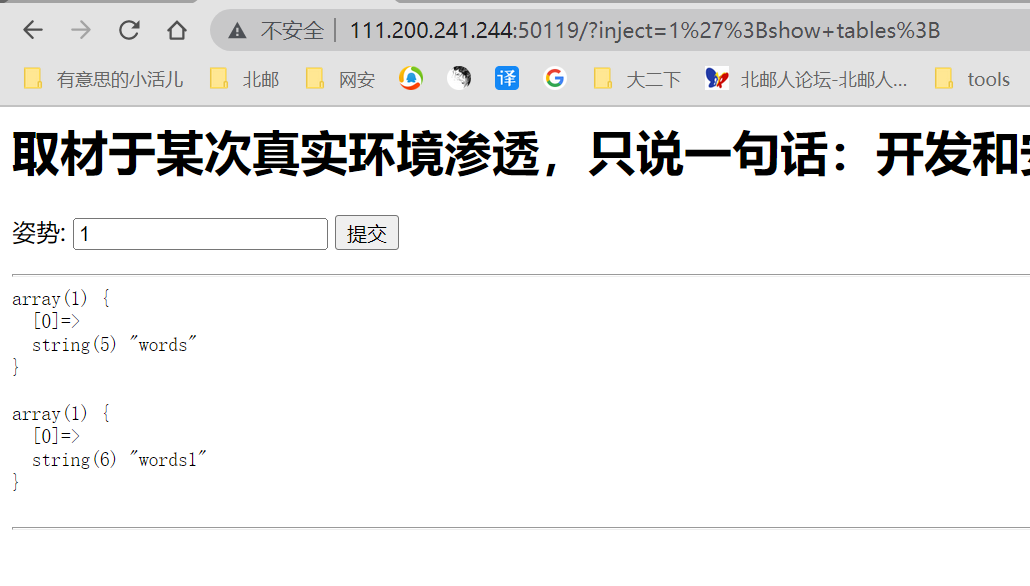 不安全 111.200.241.244:50119/?inject=1%27%3Bshow+tables%3B
有意思的小活儿 北邮 网安 译 G 大二下 北邮人论坛-北邮人... tools
取材于某次真实环境渗透，只说一句话：开发和
姿势: 1 提交
array(1) {
[0]=>
string(5) "words"
}
array(1) {
[0]=>
string(6) "words1"
}